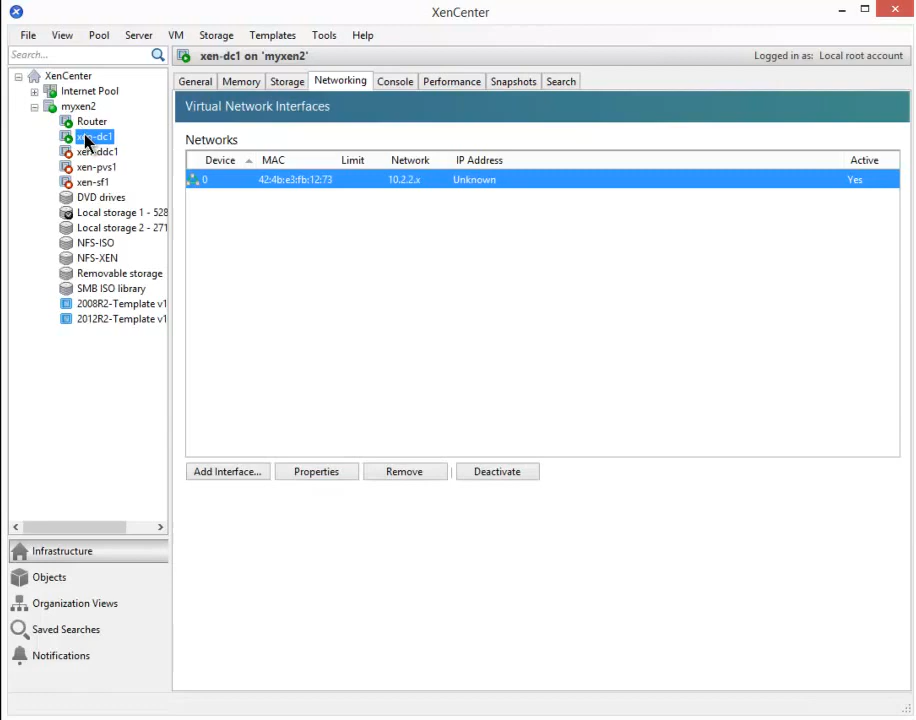 XenCenter
File View Pool Server VM Storage Templates Tools Help
Search...
xen-dc1 on 'myxen2'
Logged in as: Local root account
XenCenter
Internet Pool
myxen2
Router
xen-dc1
xen-ddc1
xen-pvs1
xen-sf1
DVD drives
Local storage 1 - 528
Local storage 2 - 271
NFS-ISO
NFS-XEN
Removable storage
SMB ISO library
2008R2-Template v1
2012R2-Template v1
Infrastructure
Objects
Organization Views
Saved Searches
Notifications
General Memory Storage Networking Console Performance Snapshots Search
Virtual Network Interfaces
Networks
Device MAC Limit Network IP Address Active
0 42:4b:e3:fb:12:73 10.2.2.x Unknown Yes
Add Interface... Properties Remove Deactivate